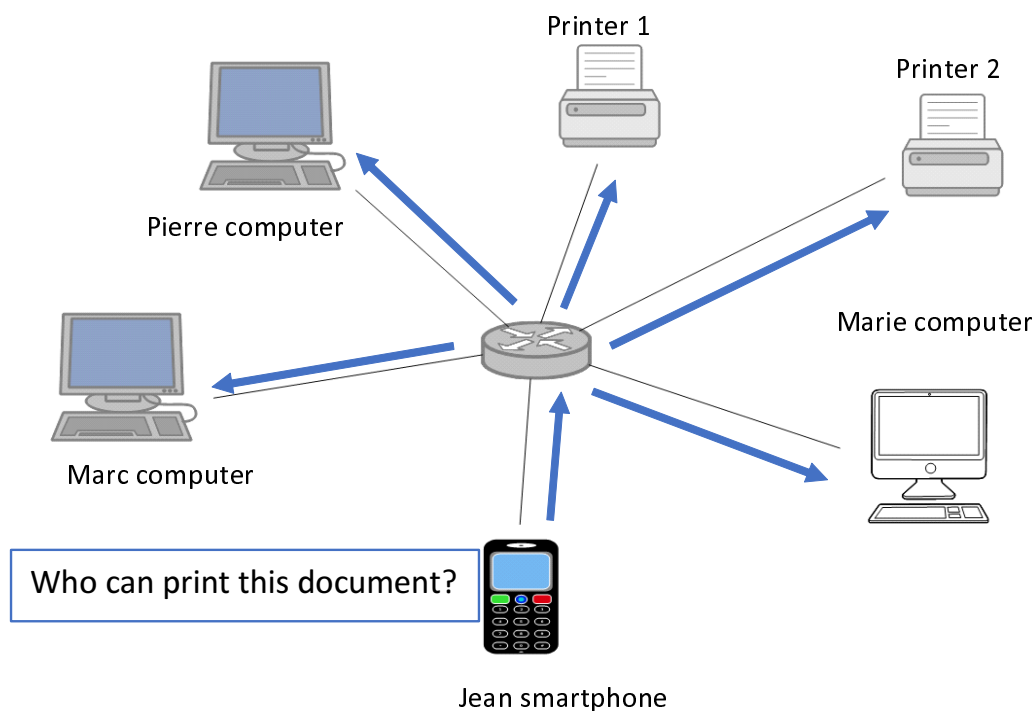 Printer 1
Printer 2
Pierre computer
Marie computer
Marc computer
Who can print this document?
Jean smartphone